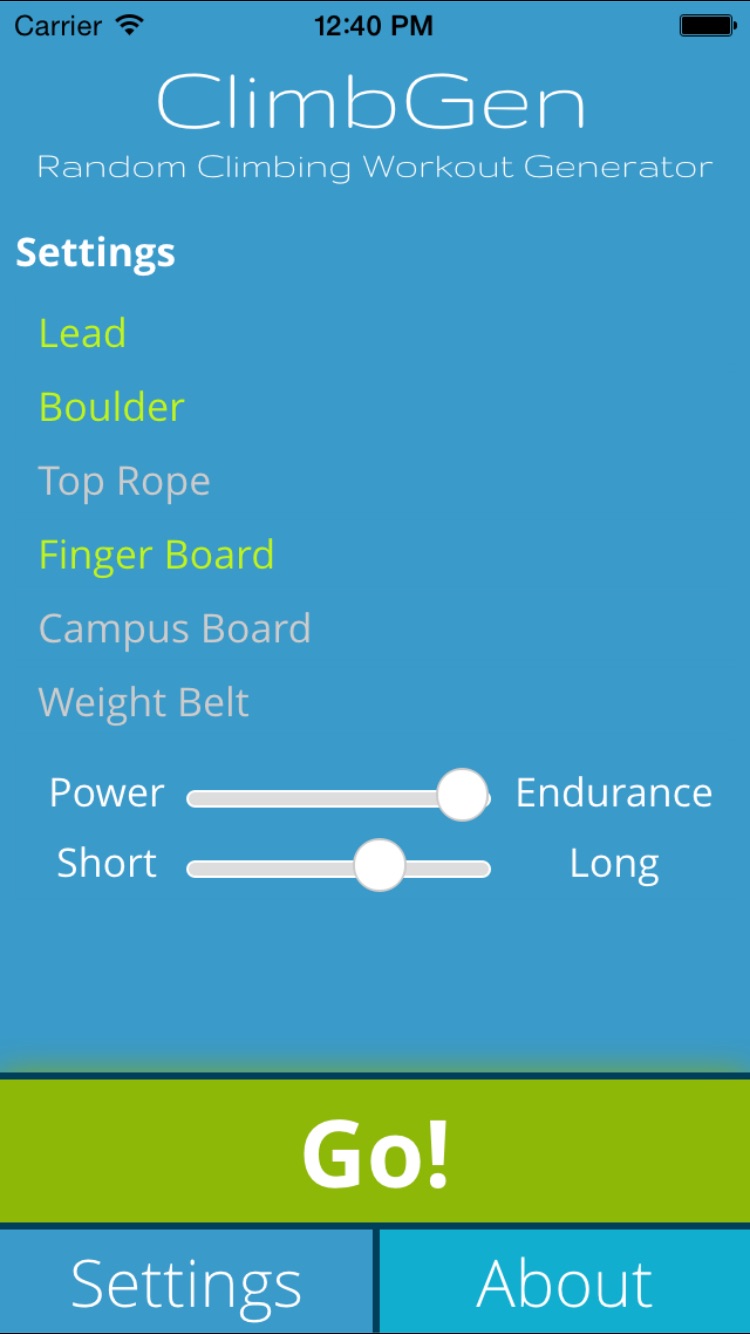 Carrier 12:40 PM
ClimbGen
Random Climbing Workout Generator
Settings
Lead
Boulder
Top Rope
Finger Board
Campus Board
Weight Belt
Power Endurance
Short Long
Go!
Settings About